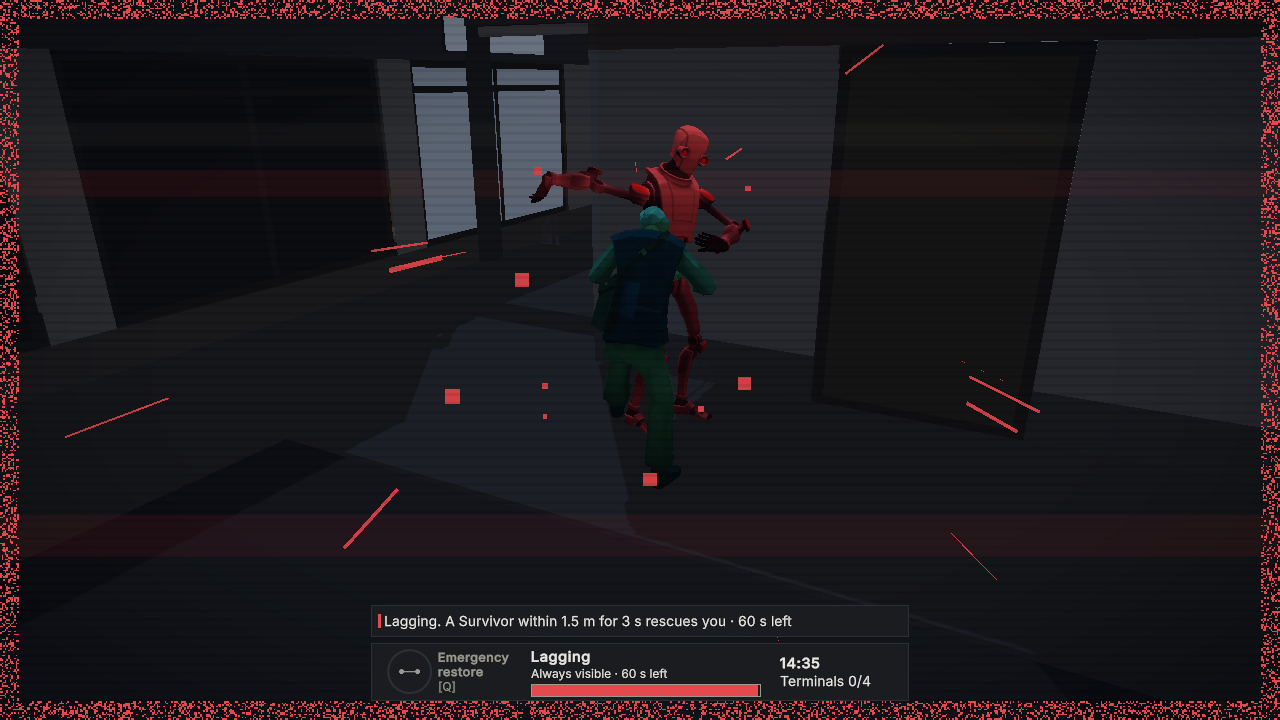 Lagging. A Survivor within 1.5 m for 3 s rescues you · 60 s left
Emergency
restore
[Q]
Lagging
Always visible · 60 s left
14:35
Terminals 0/4